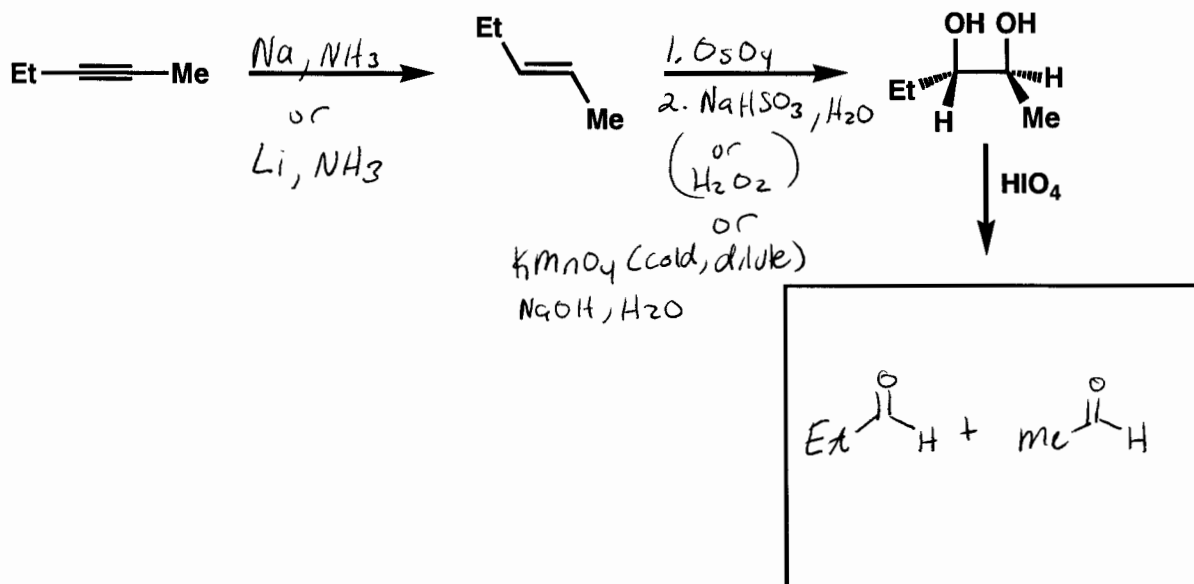 Et
Me
Na, NH3
or
Li, NH3
Et
Me
1. OsO4
2. NaHSO3, H2O
(or
H2O2)
or
KMnO4 (cold, dilute)
NaOH, H2O
OH OH
Et
H
H
Me
HIO4
O
Et H + me O H